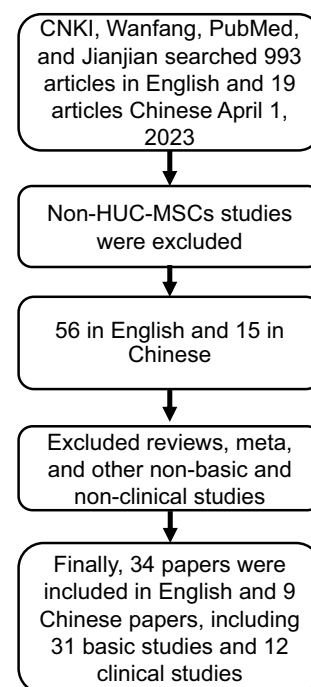 CNKI, Wanfang, PubMed,
and Jianjian searched 993
articles in English and 19
articles Chinese April 1,
2023
Non-HUC-MSCs studies
were excluded
56 in English and 15 in
Chinese
Excluded reviews, meta,
and other non-basic and
non-clinical studies
Finally, 34 papers were
included in English and 9
Chinese papers, including
31 basic studies and 12
clinical studies